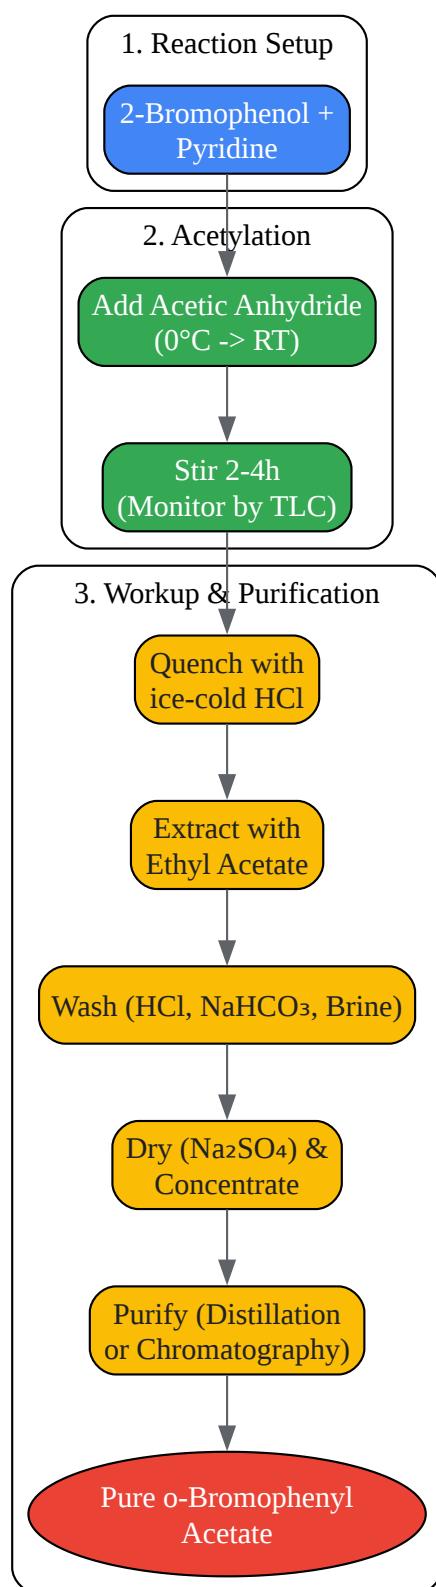 1. Reaction Setup
2-Bromophenol +
Pyridine
2. Acetylation
Add Acetic Anhydride
(0°C -> RT)
Stir 2-4h
(Monitor by TLC)
3. Workup & Purification
Quench with
ice-cold HCl
Extract with
Ethyl Acetate
Wash (HCl, NaHCO₃, Brine)
Dry (Na₂SO₄) &
Concentrate
Purify (Distillation
or Chromatography)
Pure o-Bromophenyl
Acetate